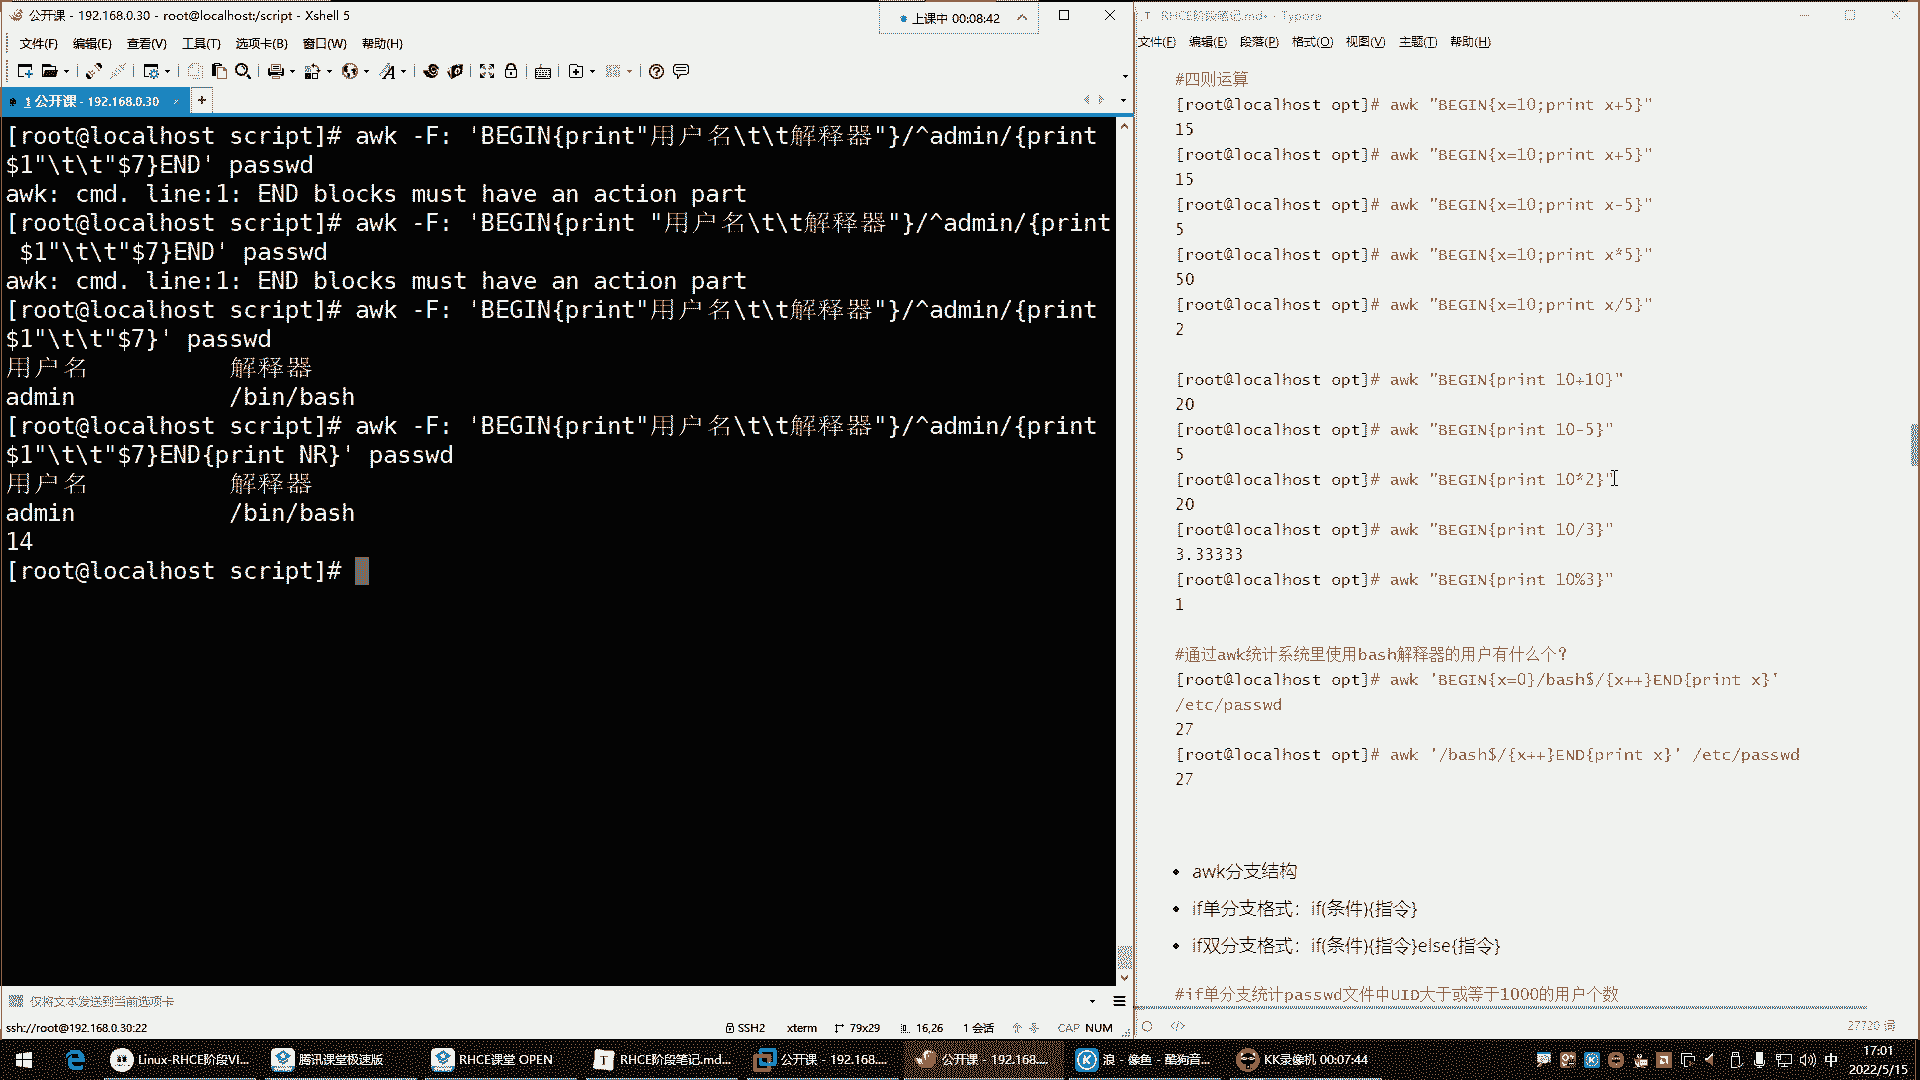 公开课 - 192.168.0.30 - root@localhost:/script - Xshell 5
上课中 00:08:42
文件(F) 编辑(E) 查看(V) 工具(T) 选项卡(B) 窗口(W) 帮助(H)
1 公开课 - 192.168.0.30
[root@localhost script]# awk -F: 'BEGIN{print"用户名\t\t解释器"}/^admin/{print
$1"\t\t"$7}END' passwd
awk: cmd. line:1: END blocks must have an action part
[root@localhost script]# awk -F: 'BEGIN{print "用户名\t\t解释器"}/^admin/{print
 $1"\t\t"$7}END' passwd
awk: cmd. line:1: END blocks must have an action part
[root@localhost script]# awk -F: 'BEGIN{print"用户名\t\t解释器"}/^admin/{print
$1"\t\t"$7}' passwd
用户名 解释器
admin /bin/bash
[root@localhost script]# awk -F: 'BEGIN{print"用户名\t\t解释器"}/^admin/{print
$1"\t\t"$7}END{print NR}' passwd
用户名 解释器
admin /bin/bash
14
[root@localhost script]#
仅将文本发送到当前选项卡
ssh://root@192.168.0.30:22 SSH2 xterm 79x29 16,26 1 会话 CAP NUM
RHCE阶段笔记.md• - Typora
文件(F) 编辑(E) 段落(P) 格式(O) 视图(V) 主题(T) 帮助(H)
#四则运算
[root@localhost opt]# awk "BEGIN{x=10;print x+5}"
15
[root@localhost opt]# awk "BEGIN{x=10;print x+5}"
15
[root@localhost opt]# awk "BEGIN{x=10;print x-5}"
5
[root@localhost opt]# awk "BEGIN{x=10;print x*5}"
50
[root@localhost opt]# awk "BEGIN{x=10;print x/5}"
2
[root@localhost opt]# awk "BEGIN{print 10+10}"
20
[root@localhost opt]# awk "BEGIN{print 10-5}"
5
[root@localhost opt]# awk "BEGIN{print 10*2}"
20
[root@localhost opt]# awk "BEGIN{print 10/3}"
3.33333
[root@localhost opt]# awk "BEGIN{print 10%3}"
1
#通过awk统计系统里使用bash解释器的用户有什么个？
[root@localhost opt]# awk 'BEGIN{x=0}/bash$/{x++}END{print x}'
/etc/passwd
27
[root@localhost opt]# awk '/bash$/{x++}END{print x}' /etc/passwd
27
• awk分支结构
• if单分支格式：if(条件){指令}
• if双分支格式：if(条件){指令}else{指令}
#if单分支统计passwd文件中UID大于或等于1000的用户个数
</> 27720 词
Linux-RHCE阶段VI... 腾讯课堂极速版 RHCE课堂 OPEN RHCE阶段笔记.md... 公开课 - 192.168.... 公开课 - 192.168.... 浪 - 像鱼 - 酷狗音... KK录像机 00:07:44 中 17:01
2022/5/15